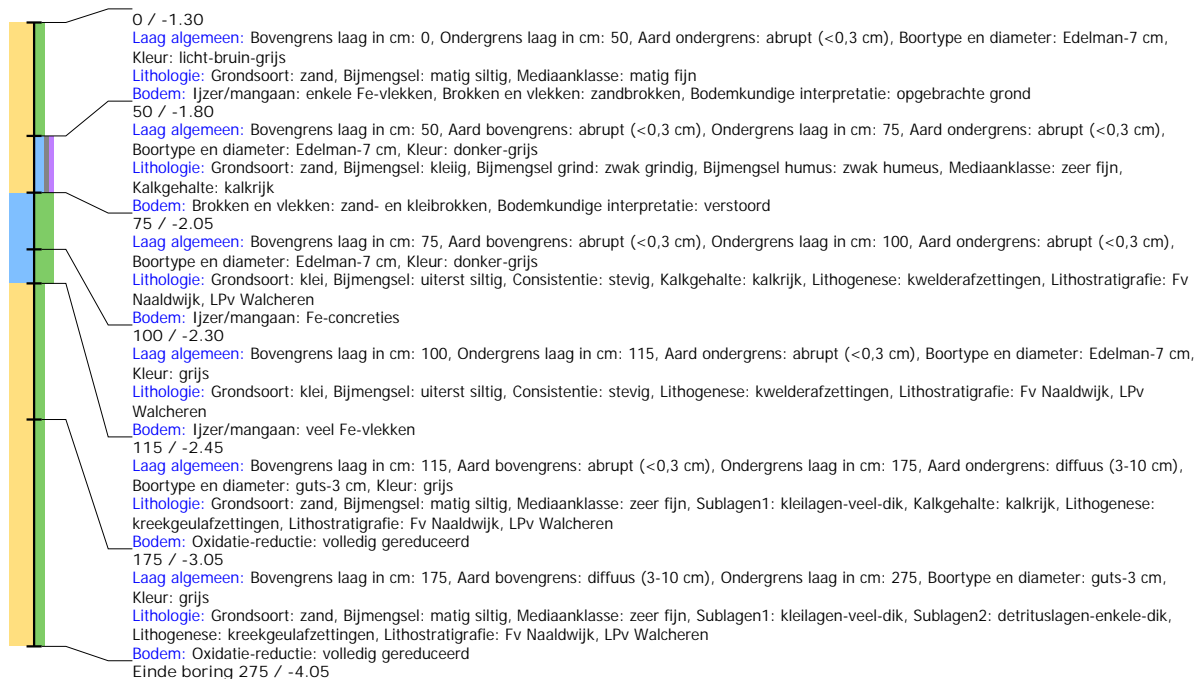 0 / -1.30
Laag algemeen: Bovengrens laag in cm: 0, Ondergrens laag in cm: 50, Aard ondergrens: abrupt (<0,3 cm), Boortype en diameter: Edelman-7 cm,
Kleur: licht-bruin-grijs
Lithologie: Grondsoort: zand, Bijmengsel: matig siltig, Mediaanklasse: matig fijn
Bodem: Ijzer/mangaan: enkele Fe-vlekken, Brokken en vlekken: zandbrokken, Bodemkundige interpretatie: opgebrachte grond
50 / -1.80
Laag algemeen: Bovengrens laag in cm: 50, Aard bovengrens: abrupt (<0,3 cm), Ondergrens laag in cm: 75, Aard ondergrens: abrupt (<0,3 cm),
Boortype en diameter: Edelman-7 cm, Kleur: donker-grijs
Lithologie: Grondsoort: zand, Bijmengsel: kleiig, Bijmengsel grind: zwak grindig, Bijmengsel humus: zwak humeus, Mediaanklasse: zeer fijn,
Kalkgehalte: kalkrijk
Bodem: Brokken en vlekken: zand- en kleibrokken, Bodemkundige interpretatie: verstoord
75 / -2.05
Laag algemeen: Bovengrens laag in cm: 75, Aard bovengrens: abrupt (<0,3 cm), Ondergrens laag in cm: 100, Aard ondergrens: abrupt (<0,3 cm),
Boortype en diameter: Edelman-7 cm, Kleur: donker-grijs
Lithologie: Grondsoort: klei, Bijmengsel: uiterst siltig, Consistentie: stevig, Kalkgehalte: kalkrijk, Lithogenese: kwelderafzettingen, Lithostratigrafie: Fv
Naaldwijk, LPv Walcheren
Bodem: Ijzer/mangaan: Fe-concreties
100 / -2.30
Laag algemeen: Bovengrens laag in cm: 100, Ondergrens laag in cm: 115, Aard ondergrens: abrupt (<0,3 cm), Boortype en diameter: Edelman-7 cm,
Kleur: grijs
Lithologie: Grondsoort: klei, Bijmengsel: uiterst siltig, Consistentie: stevig, Lithogenese: kwelderafzettingen, Lithostratigrafie: Fv Naaldwijk, LPv
Walcheren
Bodem: Ijzer/mangaan: veel Fe-vlekken
115 / -2.45
Laag algemeen: Bovengrens laag in cm: 115, Aard bovengrens: abrupt (<0,3 cm), Ondergrens laag in cm: 175, Aard ondergrens: diffuus (3-10 cm),
Boortype en diameter: guts-3 cm, Kleur: grijs
Lithologie: Grondsoort: zand, Bijmengsel: matig siltig, Mediaanklasse: zeer fijn, Sublagen1: kleilagen-veel-dik, Kalkgehalte: kalkrijk, Lithogenese:
kreekgeulafzettingen, Lithostratigrafie: Fv Naaldwijk, LPv Walcheren
Bodem: Oxidatie-reductie: volledig gereduceerd
175 / -3.05
Laag algemeen: Bovengrens laag in cm: 175, Aard bovengrens: diffuus (3-10 cm), Ondergrens laag in cm: 275, Boortype en diameter: guts-3 cm,
Kleur: grijs
Lithologie: Grondsoort: zand, Bijmengsel: matig siltig, Mediaanklasse: zeer fijn, Sublagen1: kleilagen-veel-dik, Sublagen2: detrituslagen-enkele-dik,
Lithogenese: kreekgeulafzettingen, Lithostratigrafie: Fv Naaldwijk, LPv Walcheren
Bodem: Oxidatie-reductie: volledig gereduceerd
Einde boring 275 / -4.05